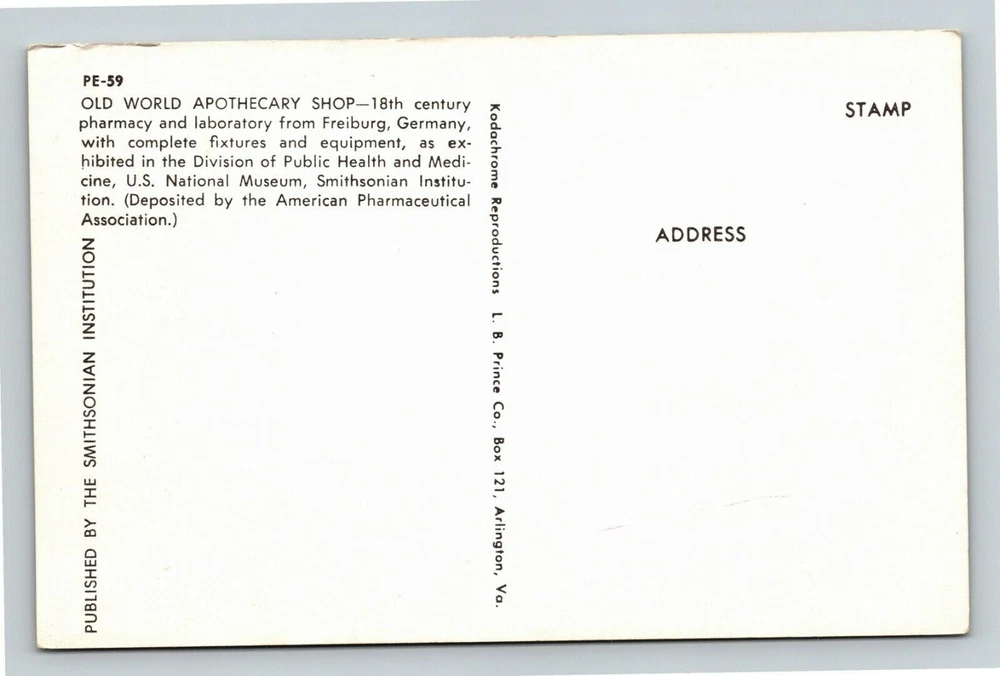 PE-59
OLD WORLD APOTHECARY SHOP—18th century
pharmacy and laboratory from Freiburg, Germany,
with complete fixtures and equipment, as ex-
hibited in the Division of Public Health and Medi-
cine, U.S. National Museum, Smithsonian Institu-
tion. (Deposited by the American Pharmaceutical
Association.)
PUBLISHED BY THE SMITHSONIAN INSTITUTION
Kodachrome Reproductions L. B. Prince Co., Box 121, Arlington, Va.
STAMP
ADDRESS